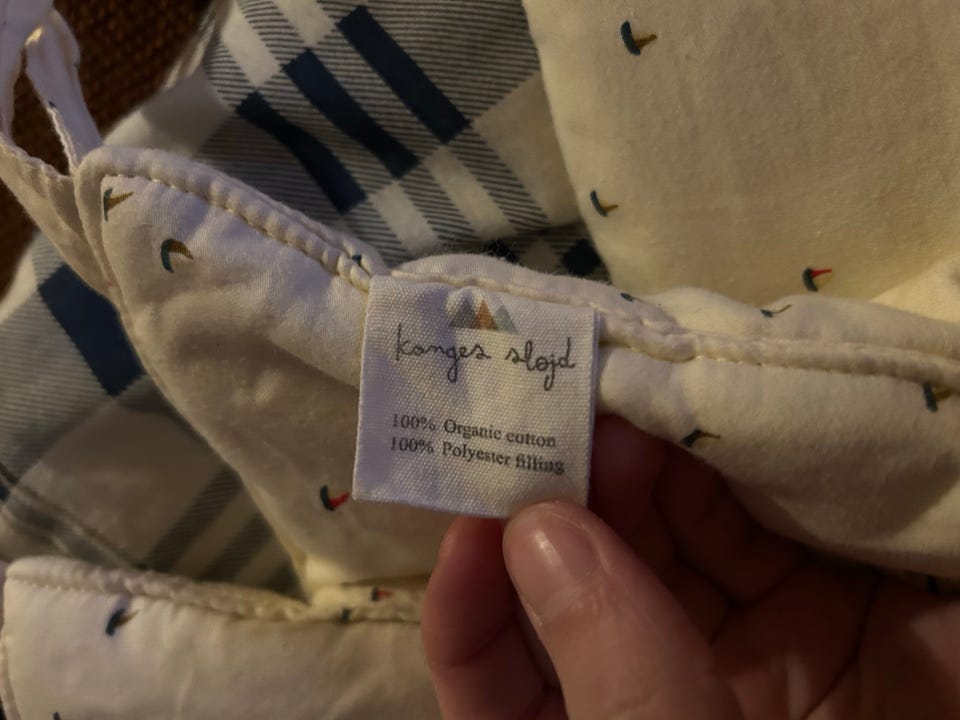 konges sløjd
100% Organic cotton
100% Polyester filling